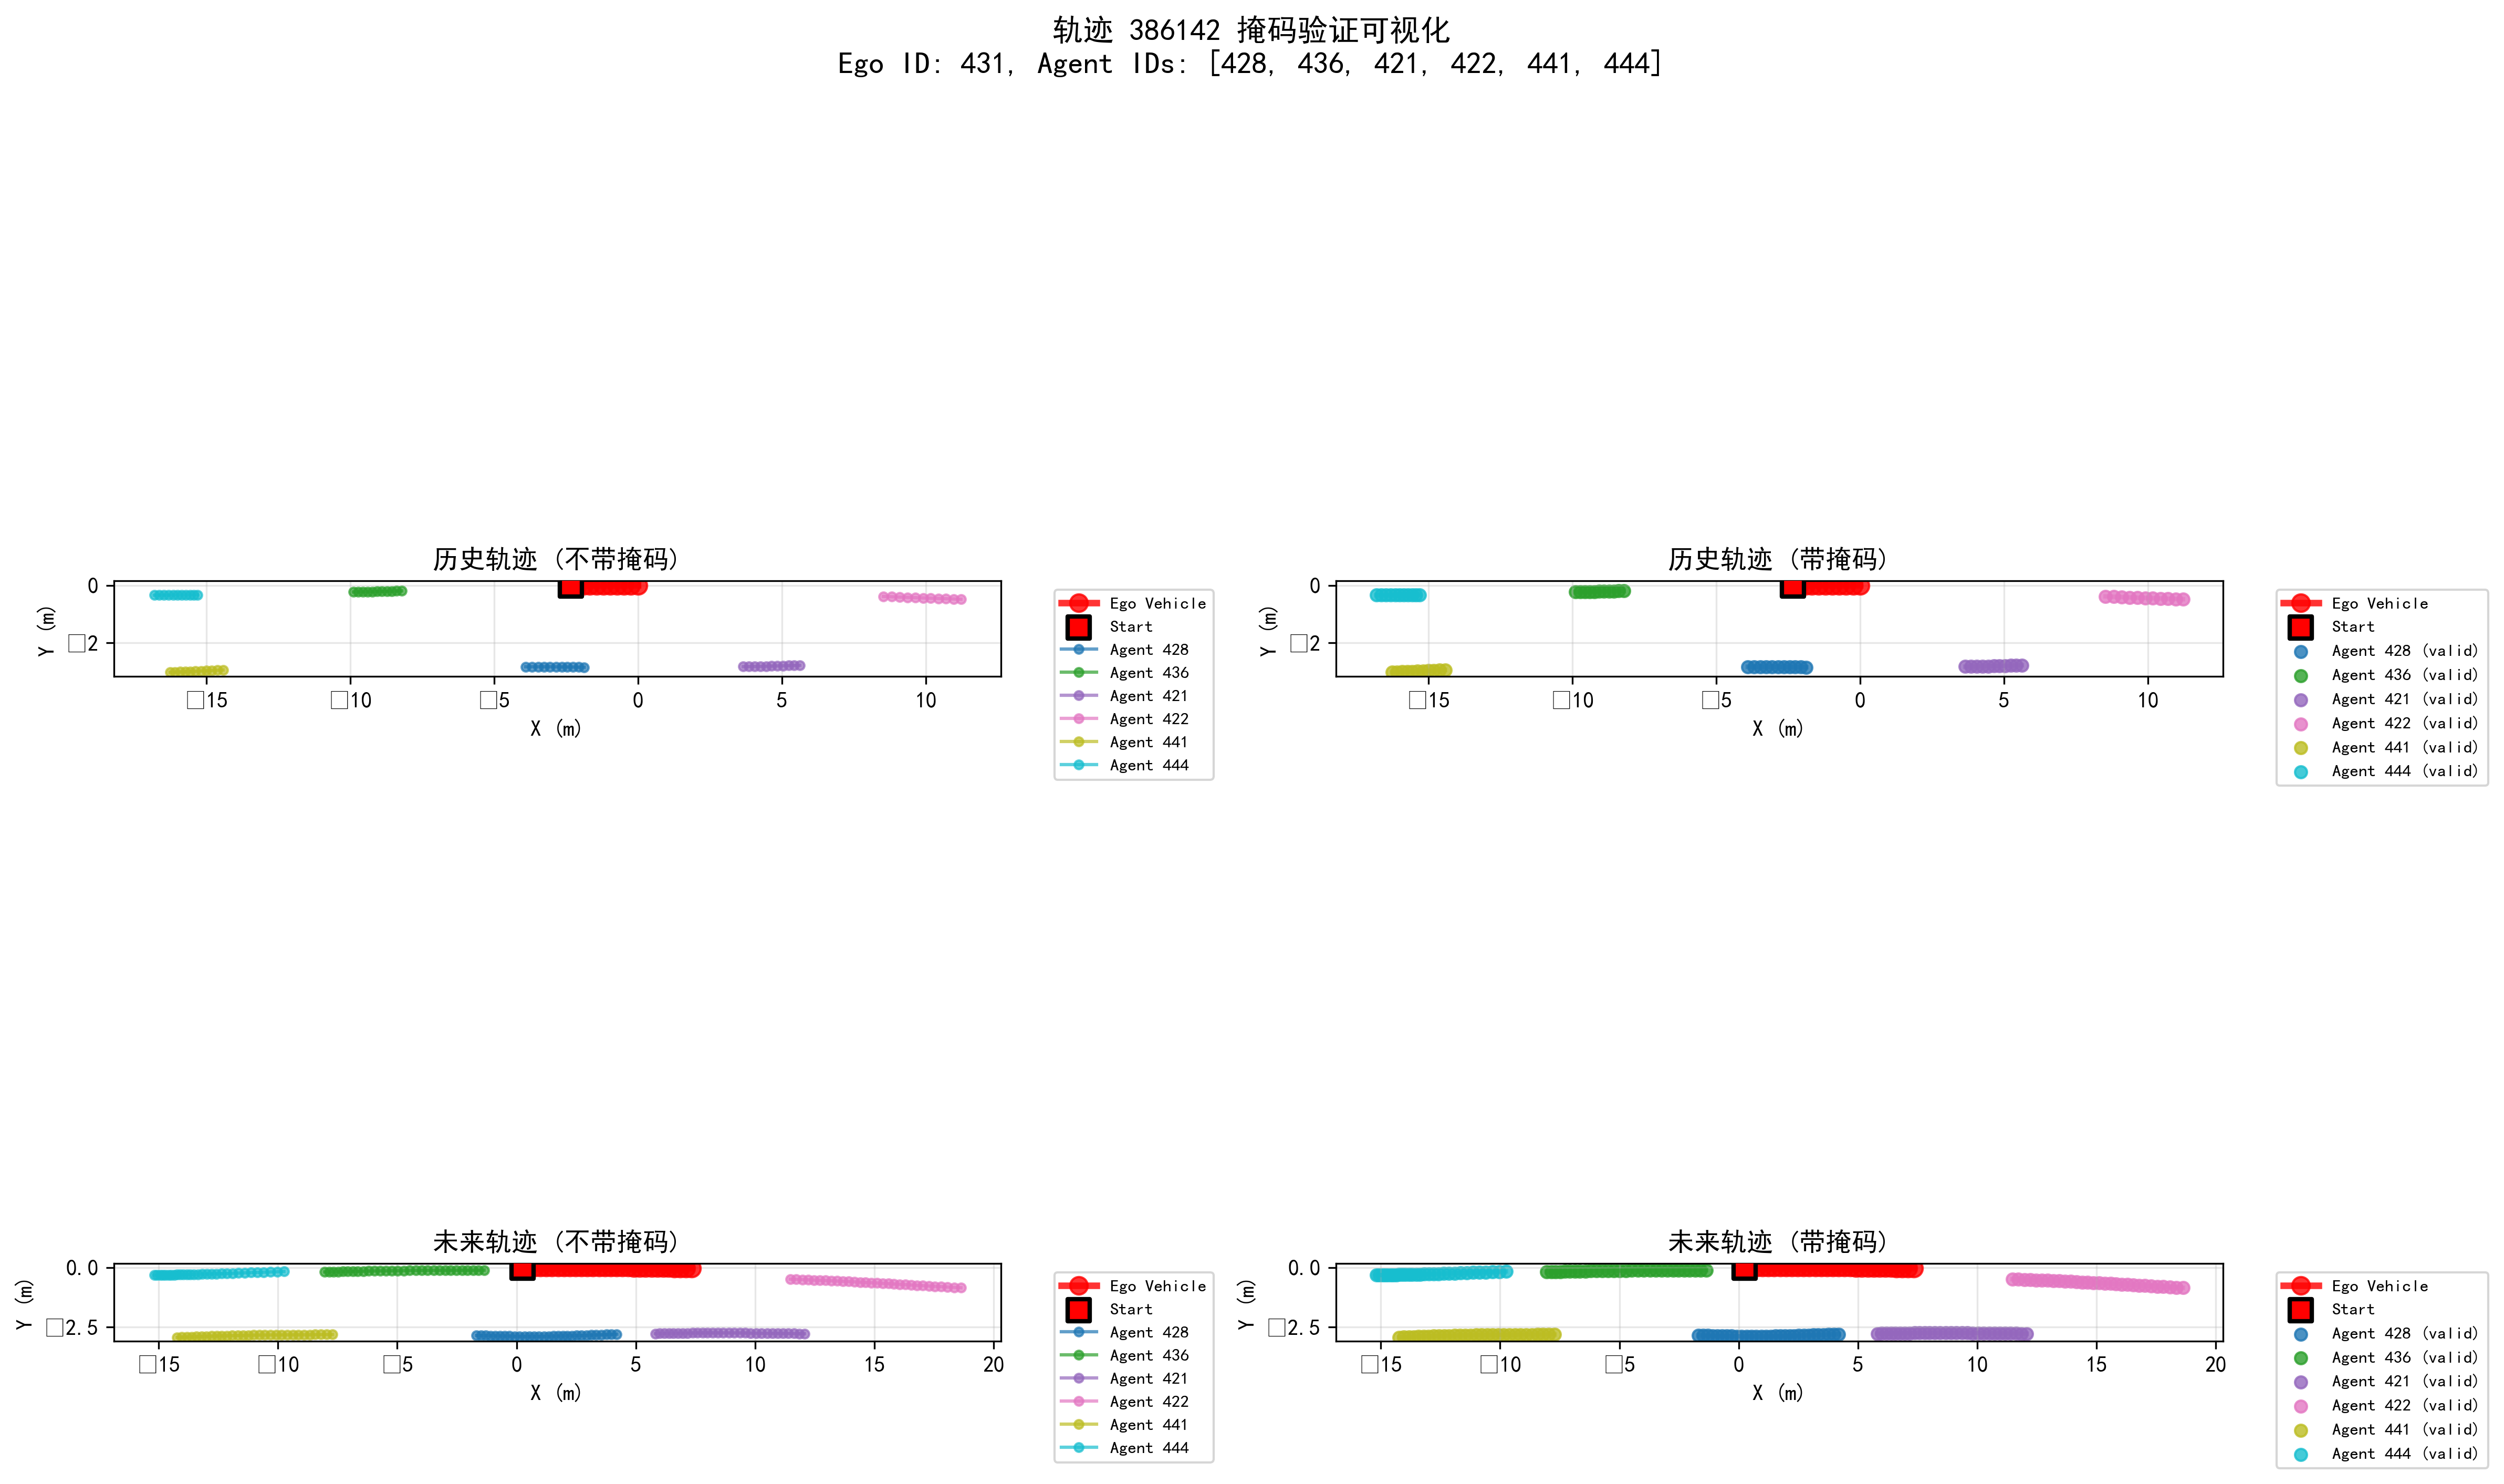 轨迹 386142 掩码验证可视化
Ego ID: 431, Agent IDs: [428, 436, 421, 422, 441, 444]
历史轨迹 (不带掩码)
Y (m)
0
□2
□15 □10 □5 0 5 10
X (m)
Ego Vehicle
Start
Agent 428
Agent 436
Agent 421
Agent 422
Agent 441
Agent 444
历史轨迹 (带掩码)
Y (m)
0
□2
□15 □10 □5 0 5 10
X (m)
Ego Vehicle
Start
Agent 428 (valid)
Agent 436 (valid)
Agent 421 (valid)
Agent 422 (valid)
Agent 441 (valid)
Agent 444 (valid)
未来轨迹 (不带掩码)
Y (m)
0.0
□2.5
□15 □10 □5 0 5 10 15 20
X (m)
Ego Vehicle
Start
Agent 428
Agent 436
Agent 421
Agent 422
Agent 441
Agent 444
未来轨迹 (带掩码)
Y (m)
0.0
□2.5
□15 □10 □5 0 5 10 15 20
X (m)
Ego Vehicle
Start
Agent 428 (valid)
Agent 436 (valid)
Agent 421 (valid)
Agent 422 (valid)
Agent 441 (valid)
Agent 444 (valid)